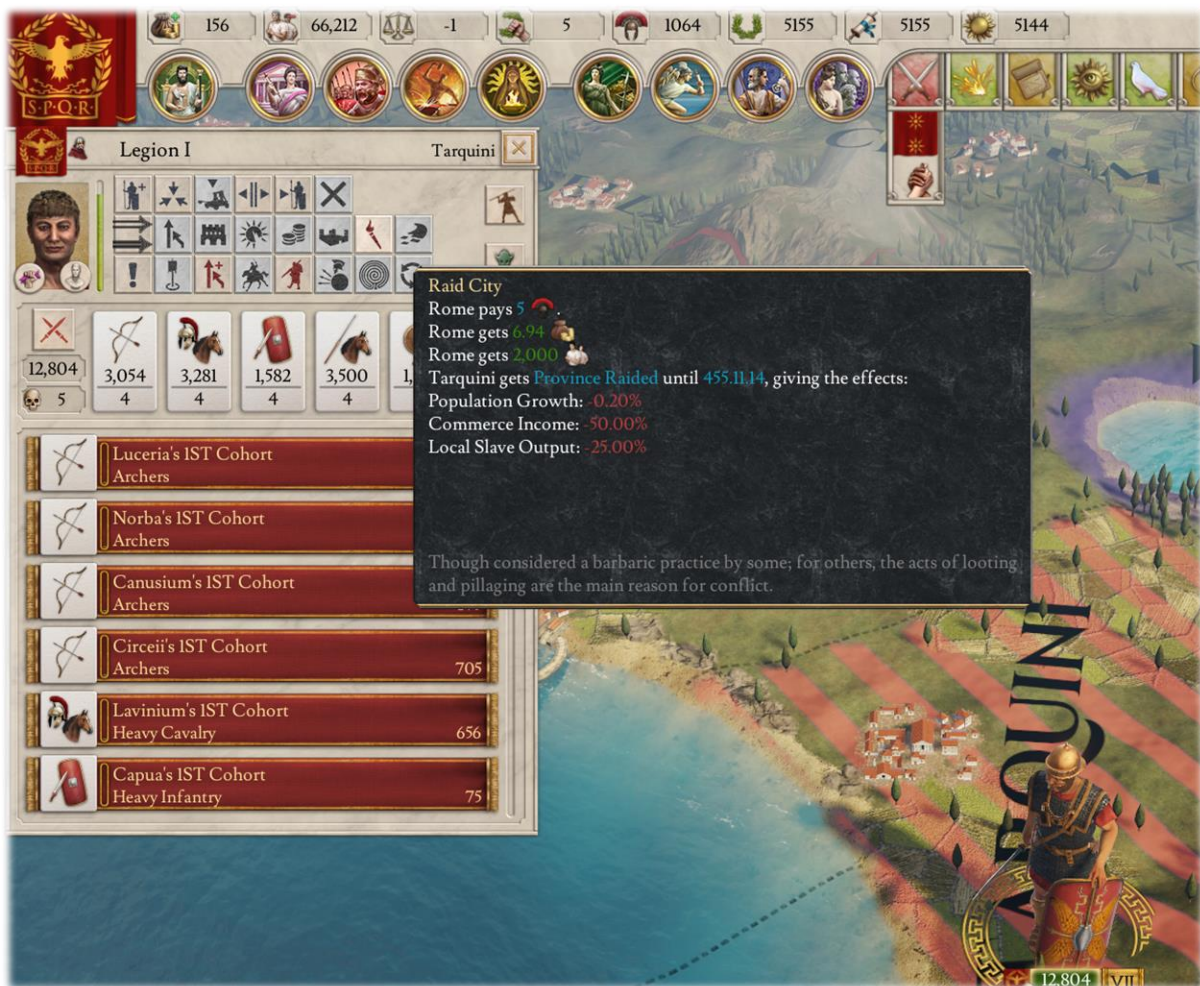 156
66,212
-1
5
1064
5155
5155
5144
S·P·Q·R·
Legion I
Tarquini
Raid City
Rome pays 5 .
Rome gets 6.94
Rome gets 2,000
Tarquini gets Province Raided until 455.11.14, giving the effects:
Population Growth: -0.20%
Commerce Income: -50.00%
Local Slave Output: -25.00%
Though considered a barbaric practice by some; for others, the acts of looting
and pillaging are the main reason for conflict.
12,804
5
3,054
4
3,281
4
1,582
4
3,500
4
1,
Luceria's 1ST Cohort
Archers
Norba's 1ST Cohort
Archers
Canusium's 1ST Cohort
Archers
Circeii's 1ST Cohort
Archers
705
Lavinium's 1ST Cohort
Heavy Cavalry
656
Capua's 1ST Cohort
Heavy Infantry
75
12,804
VII